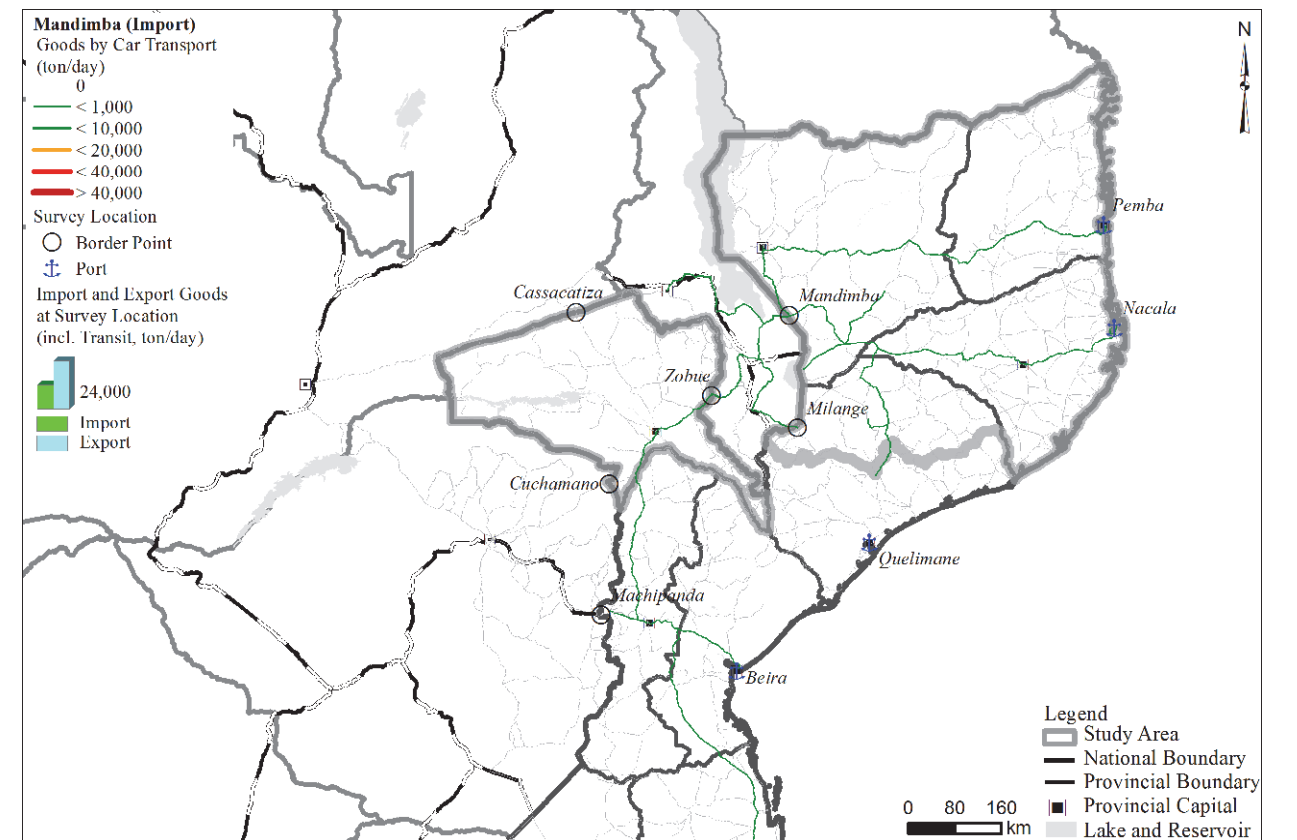 Mandimba (Import)
Goods by Car Transport
(ton/day)
0
< 1,000
< 10,000
< 20,000
< 40,000
> 40,000
Survey Location
Border Point
Port
Import and Export Goods
at Survey Location
(incl. Transit, ton/day)
24,000
Import
Export
N
Pemba
Cassacatiza
Mandimba
Nacala
Zobue
Milange
Cuchamano
Quelimane
Machipanda
Beira
Legend
Study Area
National Boundary
Provincial Boundary
Provincial Capital
Lake and Reservoir
0 80 160
km